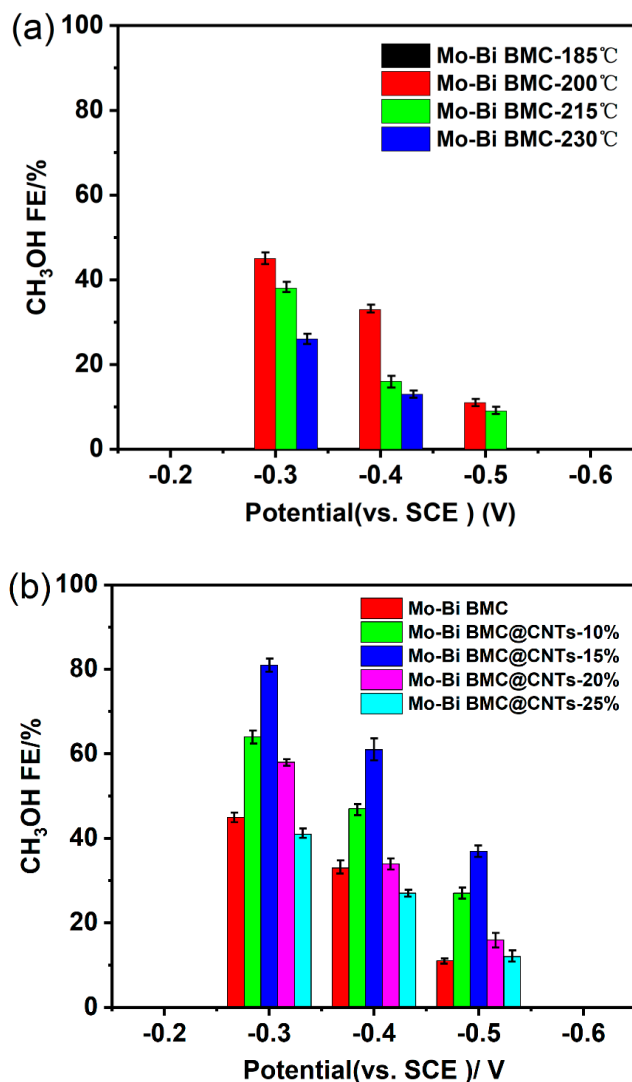 (a)
100
80
60
40
20
0
CH₃OH FE/%
Mo-Bi BMC-185℃
Mo-Bi BMC-200℃
Mo-Bi BMC-215℃
Mo-Bi BMC-230℃
-0.2 -0.3 -0.4 -0.5 -0.6
Potential(vs. SCE ) (V)
(b)
100
80
60
40
20
0
CH₃OH FE/%
Mo-Bi BMC
Mo-Bi BMC@CNTs-10%
Mo-Bi BMC@CNTs-15%
Mo-Bi BMC@CNTs-20%
Mo-Bi BMC@CNTs-25%
-0.2 -0.3 -0.4 -0.5 -0.6
Potential(vs. SCE )/ V